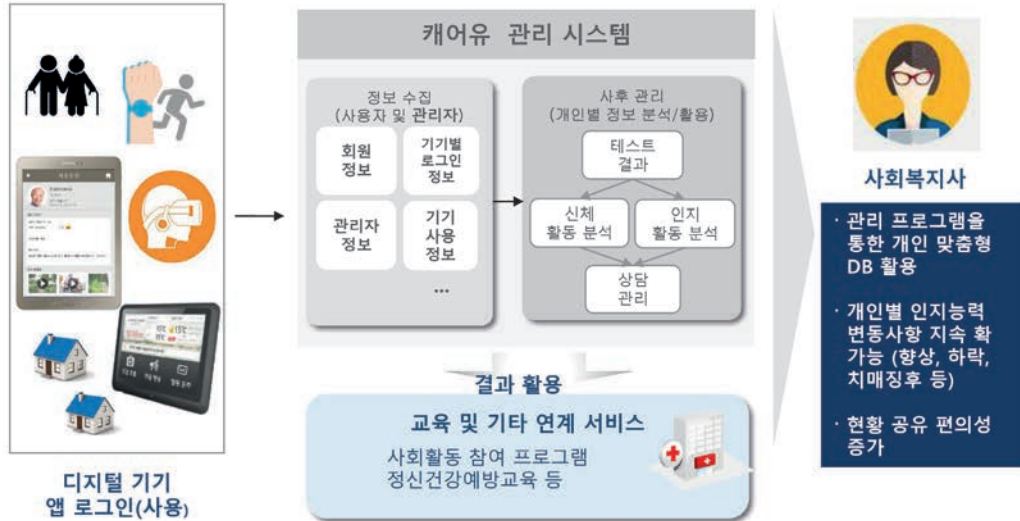 캐어유 관리 시스템
정보 수집
(사용자 및 관리자)
회원
정보
기기별
로그인
정보
관리자
정보
기기
사용
정보
...
사후 관리
(개인별 정보 분석/활용)
테스트
결과
신체
활동 분석
인지
활동 분석
상담
관리
결과 활용
교육 및 기타 연계 서비스
사회활동 참여 프로그램
정신건강예방교육 등
디지털 기기
앱 로그인(사용)
사회복지사
· 관리 프로그램을
통한 개인 맞춤형
DB 활용
· 개인별 인지능력
변동사항 지속 확
가능 (향상, 하락,
치매징후 등)
· 현황 공유 편의성
증가